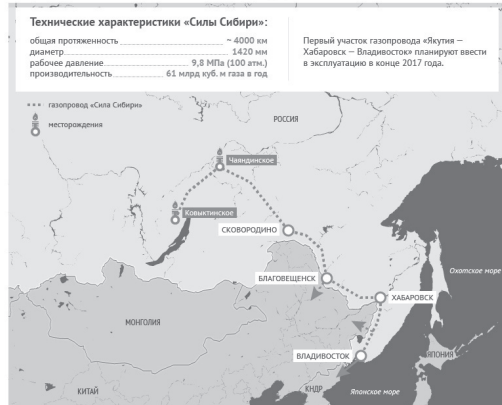 Технические характеристики «Силы Сибири»:
общая протяженность ~ 4000 км
диаметр 1420 мм
рабочее давление 9,8 МПа (100 атм.)
производительность 61 млрд куб. м газа в год
Первый участок газопровода «Якутия —
Хабаровск — Владивосток» планируют ввести
в эксплуатацию в конце 2017 года.
газопровод «Сила Сибири»
месторождения
РОССИЯ
Чаяндинское
Ковыктинское
СКОВОРОДИНО
БЛАГОВЕЩЕНСК
Охотское море
ХАБАРОВСК
МОНГОЛИЯ
ВЛАДИВОСТОК
ЯПОНИЯ
КИТАЙ
КНДР
Японское море